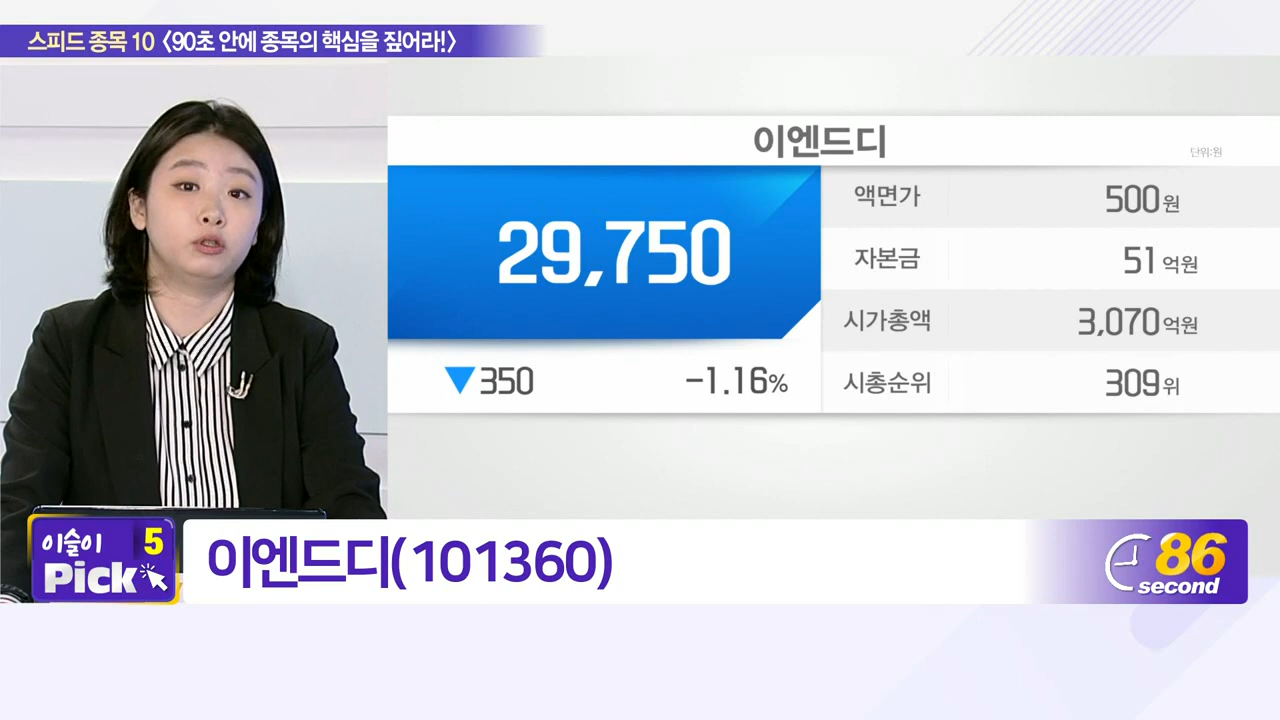 스피드 종목 10 〈90초 안에 종목의 핵심을 짚어라!〉
이엔드디
단위:원
29,750
▼350 -1.16%
액면가 500원
자본금 51억원
시가총액 3,070억원
시총순위 309위
이슬이 5
Pick
이엔드디(101360)
86
second